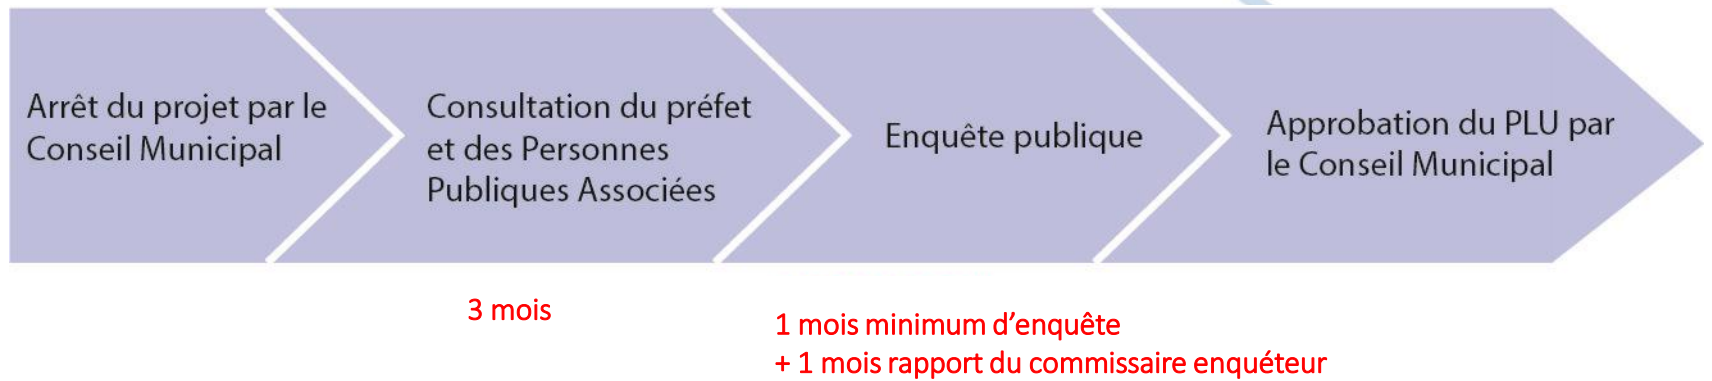 Arrêt du projet par le
Conseil Municipal
Consultation du préfet
et des Personnes
Publiques Associées
Enquête publique
Approbation du PLU par
le Conseil Municipal
3 mois
1 mois minimum d’enquête
+ 1 mois rapport du commissaire enquéteur